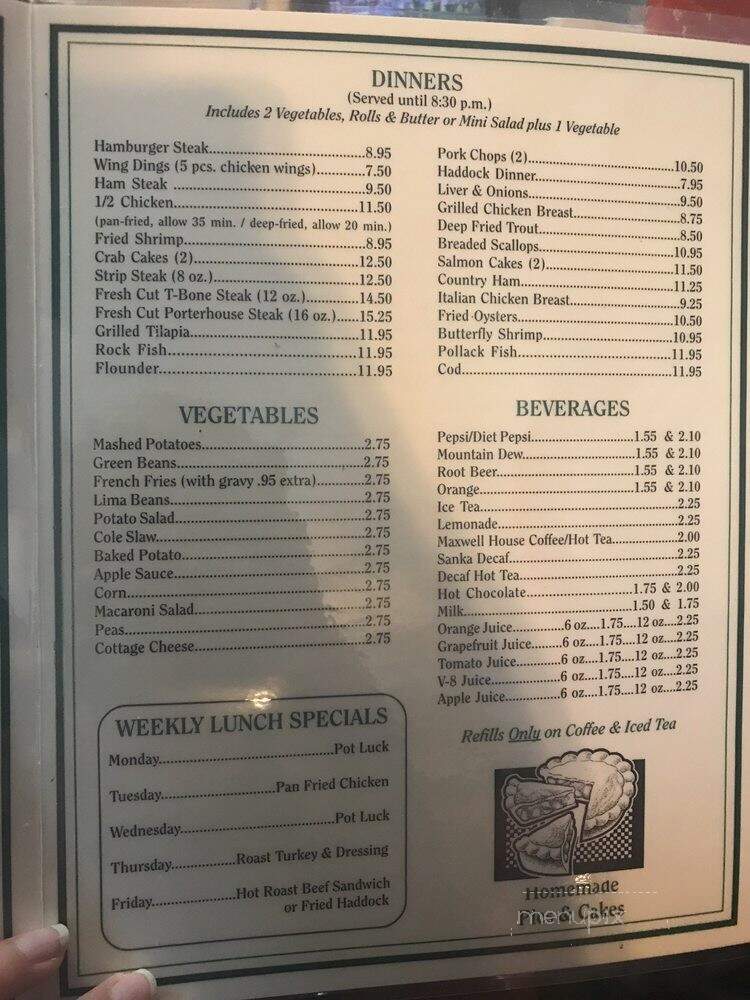 DINNERS
(Served until 8:30 p.m.)
Includes 2 Vegetables, Rolls & Butter or Mini Salad plus 1 Vegetable
Hamburger Steak..........8.95
Wing Dings (5 pcs. chicken wings)..........7.50
Ham Steak ..........9.50
1/2 Chicken..........11.50
(pan-fried, allow 35 min. / deep-fried, allow 20 min.)
Fried Shrimp..........8.95
Crab Cakes (2)..........12.50
Strip Steak (8 oz.)..........12.50
Fresh Cut T-Bone Steak (12 oz.)..........14.50
Fresh Cut Porterhouse Steak (16 oz.)......15.25
Grilled Tilapia..........11.95
Rock Fish..........11.95
Flounder..........11.95
Pork Chops (2)..........10.50
Haddock Dinner..........7.95
Liver & Onions..........9.50
Grilled Chicken Breast..........8.75
Deep Fried Trout..........8.50
Breaded Scallops..........10.95
Salmon Cakes (2)..........11.50
Country Ham..........11.25
Italian Chicken Breast..........9.25
Fried Oysters..........10.50
Butterfly Shrimp..........10.95
Pollack Fish..........11.95
Cod..........11.95
VEGETABLES
Mashed Potatoes..........2.75
Green Beans..........2.75
French Fries (with gravy .95 extra)..........2.75
Lima Beans..........2.75
Potato Salad..........2.75
Cole Slaw..........2.75
Baked Potato..........2.75
Apple Sauce..........2.75
Corn..........2.75
Macaroni Salad..........2.75
Peas..........2.75
Cottage Cheese..........2.75
BEVERAGES
Pepsi/Diet Pepsi..........1.55 & 2.10
Mountain Dew..........1.55 & 2.10
Root Beer..........1.55 & 2.10
Orange..........1.55 & 2.10
Ice Tea..........2.25
Lemonade..........2.25
Maxwell House Coffee/Hot Tea..........2.00
Sanka Decaf..........2.25
Decaf Hot Tea..........2.25
Hot Chocolate..........1.75 & 2.00
Milk..........1.50 & 1.75
Orange Juice..........6 oz....1.75....12 oz....2.25
Grapefruit Juice........6 oz....1.75....12 oz....2.25
Tomato Juice..........6 oz....1.75....12 oz....2.25
V-8 Juice..........6 oz....1.75....12 oz....2.25
Apple Juice..........6 oz....1.75....12 oz....2.25
Refills Only on Coffee & Iced Tea
WEEKLY LUNCH SPECIALS
Monday..........Pot Luck
Tuesday..........Pan Fried Chicken
Wednesday..........Pot Luck
Thursday..........Roast Turkey & Dressing
Friday..........Hot Roast Beef Sandwich
or Fried Haddock
Homemade
Pies & Cakes
menupix